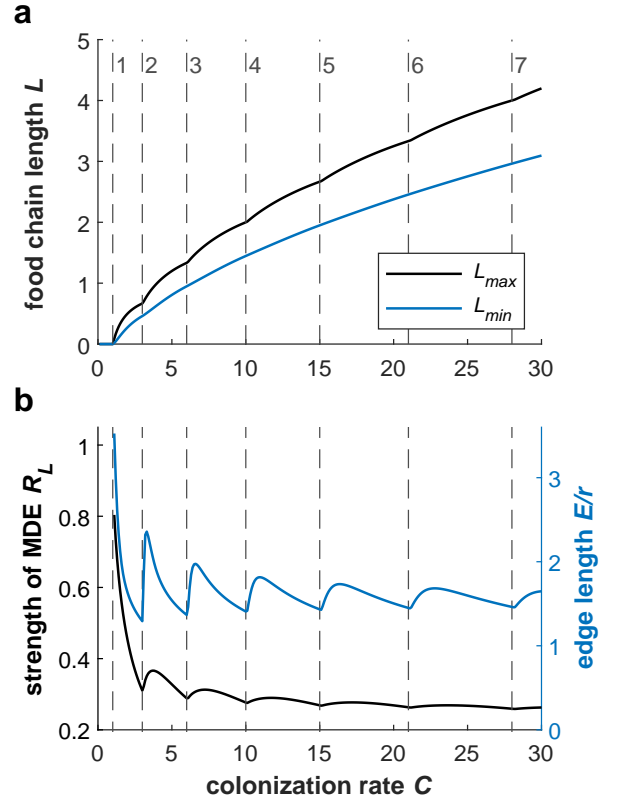 a
food chain length L
5
4
3
2
1
0
1 2 3 4 5 6 7
L_max
L_min
0 5 10 15 20 25 30
b
strength of MDE R_L
1
0.8
0.6
0.4
0.2
edge length E/r
3
2
1
0
0 5 10 15 20 25 30
colonization rate C